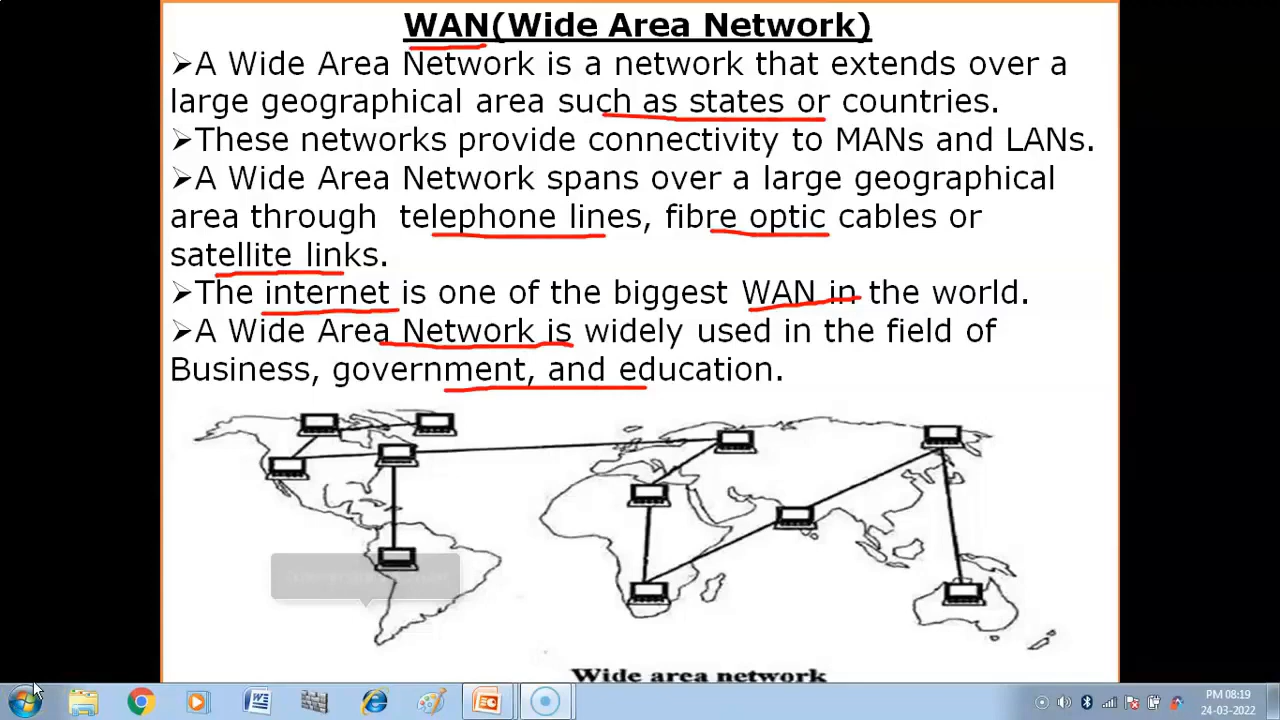 WAN(Wide Area Network)
➢A Wide Area Network is a network that extends over a
large geographical area such as states or countries.
➢These networks provide connectivity to MANs and LANs.
➢A Wide Area Network spans over a large geographical
area through telephone lines, fibre optic cables or
satellite links.
➢The internet is one of the biggest WAN in the world.
➢A Wide Area Network is widely used in the field of
Business, government, and education.
Wide area network
PM 08:19
24-03-2022